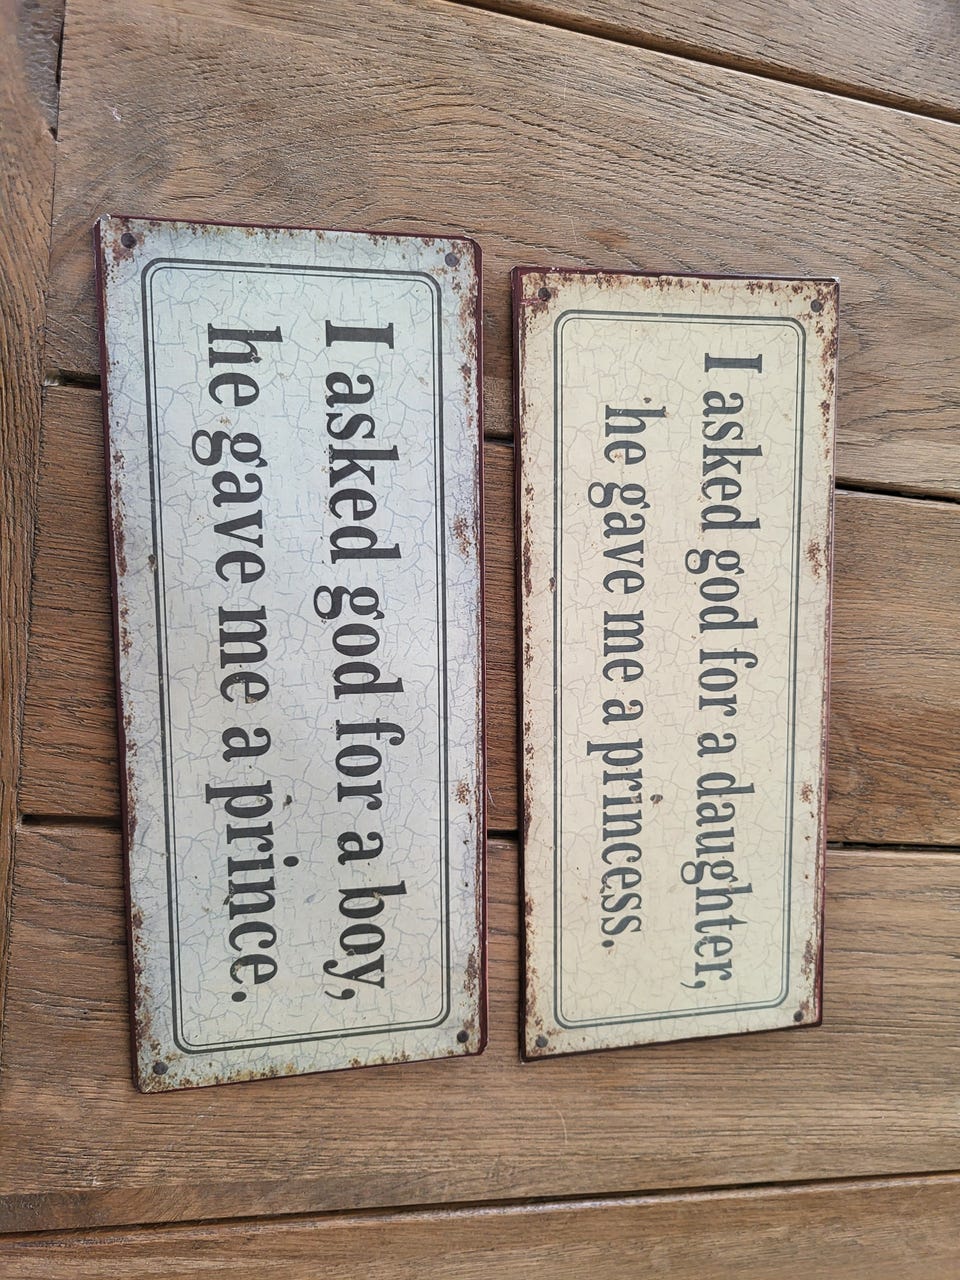 I asked god for a daughter,
he gave me a princess.
I asked god for a boy,
he gave me a prince.